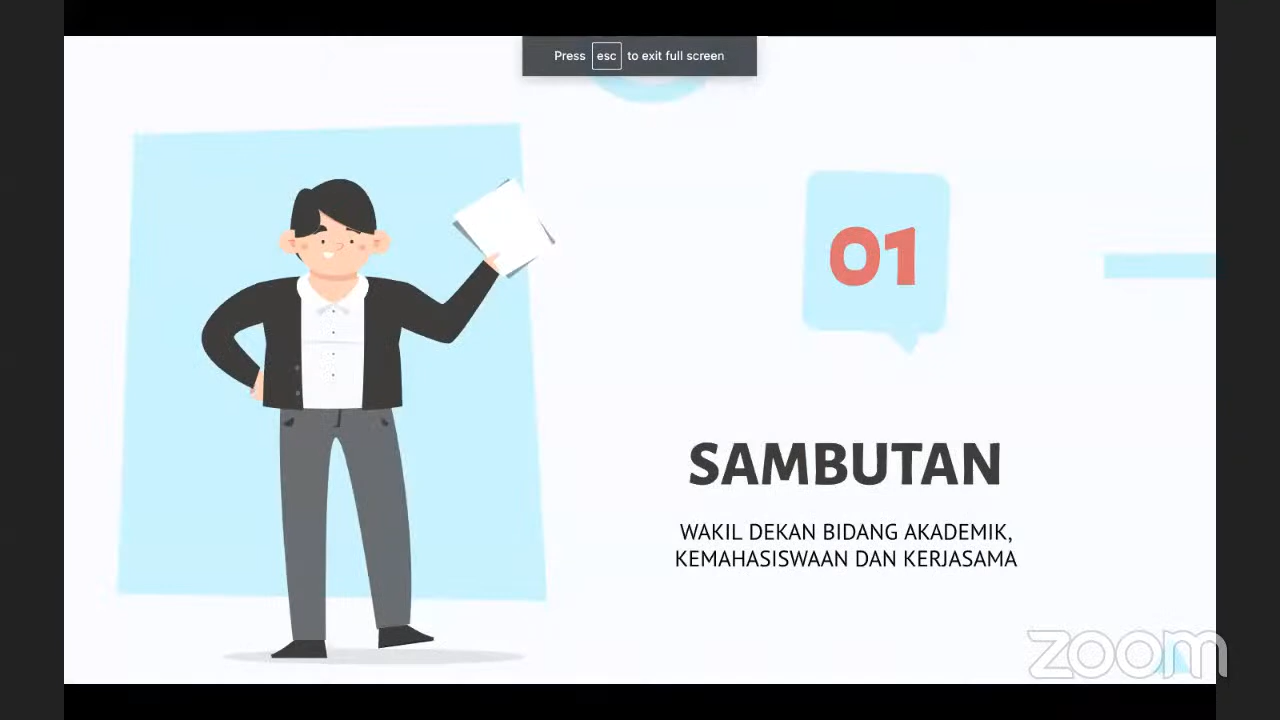 Press esc to exit full screen
01
SAMBUTAN
WAKIL DEKAN BIDANG AKADEMIK,
KEMAHASISWAAN DAN KERJASAMA
zoom